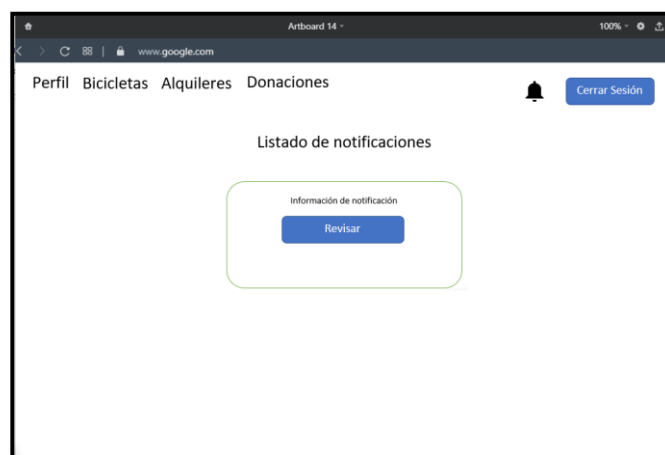 Artboard 14
100%
www.google.com
Perfil Bicicletas Alquileres Donaciones
Cerrar Sesión
Listado de notificaciones
Información de notificación
Revisar